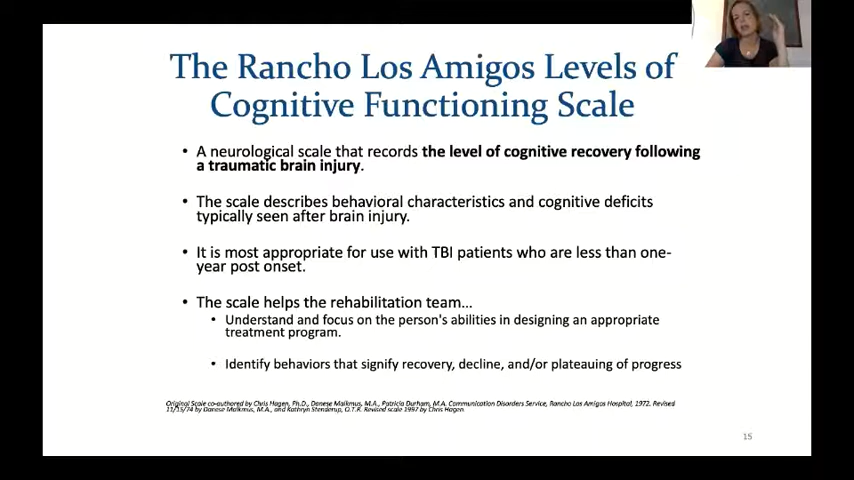 The Rancho Los Amigos Levels of
Cognitive Functioning Scale
• A neurological scale that records the level of cognitive recovery following
a traumatic brain injury.
• The scale describes behavioral characteristics and cognitive deficits
typically seen after brain injury.
• It is most appropriate for use with TBI patients who are less than one-
year post onset.
• The scale helps the rehabilitation team...
• Understand and focus on the person's abilities in designing an appropriate
treatment program.
• Identify behaviors that signify recovery, decline, and/or plateauing of progress
Original Scale co-authored by Chris Hagen, Ph.D., Danese Malkmus, M.A., Patricia Durham, M.A. Communication Disorders Service, Rancho Los Amigos Hospital, 1972. Revised
11/15/74 by Danese Malkmus, M.A., and Kathryn Stenderup, O.T.R. Revised scale 1997 by Chris Hagen
15